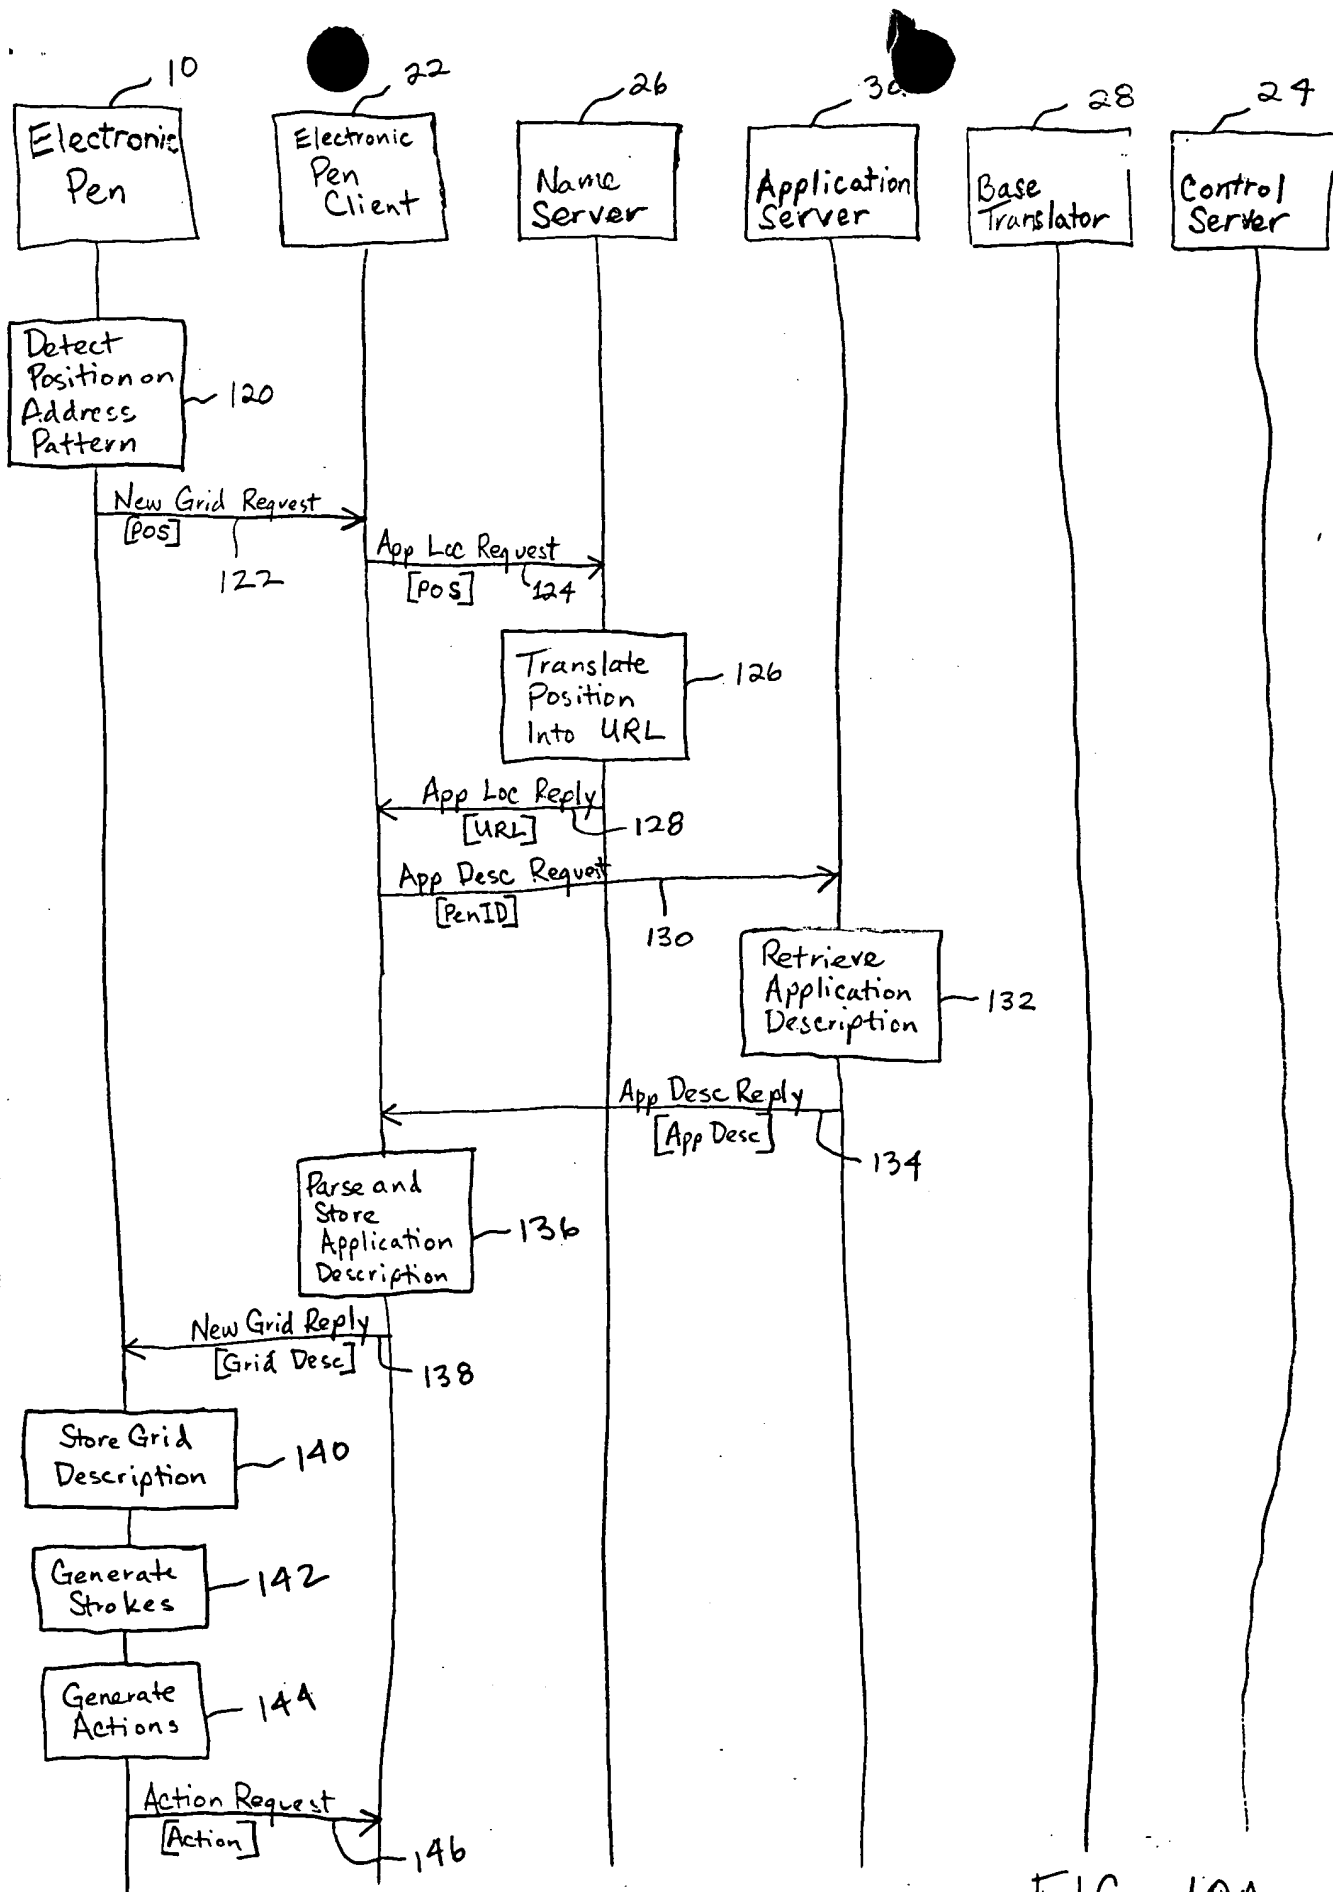 10
22
26
30
28
24
Electronic
Pen
Electronic
Pen
Client
Name
Server
Application
Server
Base
Translator
Control
Server
Detect
Position on
Address
Pattern
120
New Grid Request
[POS]
122
App Loc Request
[POS]
124
Translate
Position
Into URL
126
App Loc Reply
[URL]
128
App Desc Request
[PenID]
130
Retrieve
Application
Description
132
App Desc Reply
[App Desc]
134
Parse and
Store
Application
Description
136
New Grid Reply
[Grid Desc]
138
Store Grid
Description
140
Generate
Strokes
142
Generate
Actions
144
Action Request
[Action]
146
FIG. 10A